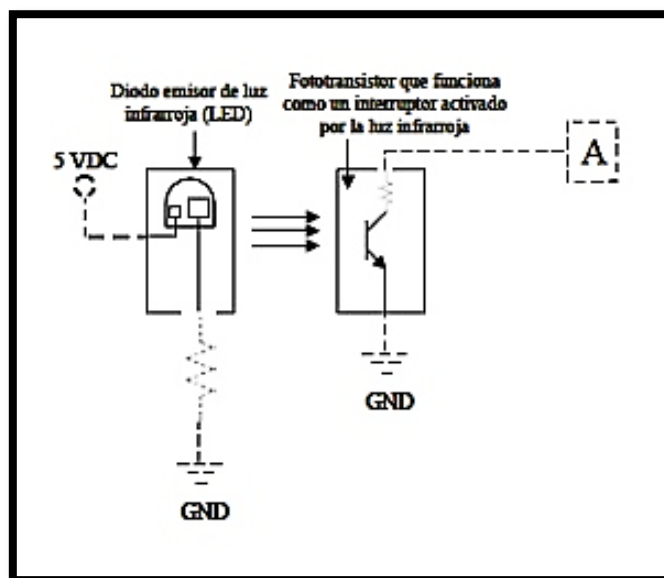 Diodo emisor de luz
infrarroja (LED)
Fototransistor que funciona
como un interruptor activado
por la luz infrarroja
5 VDC
A
GND
GND